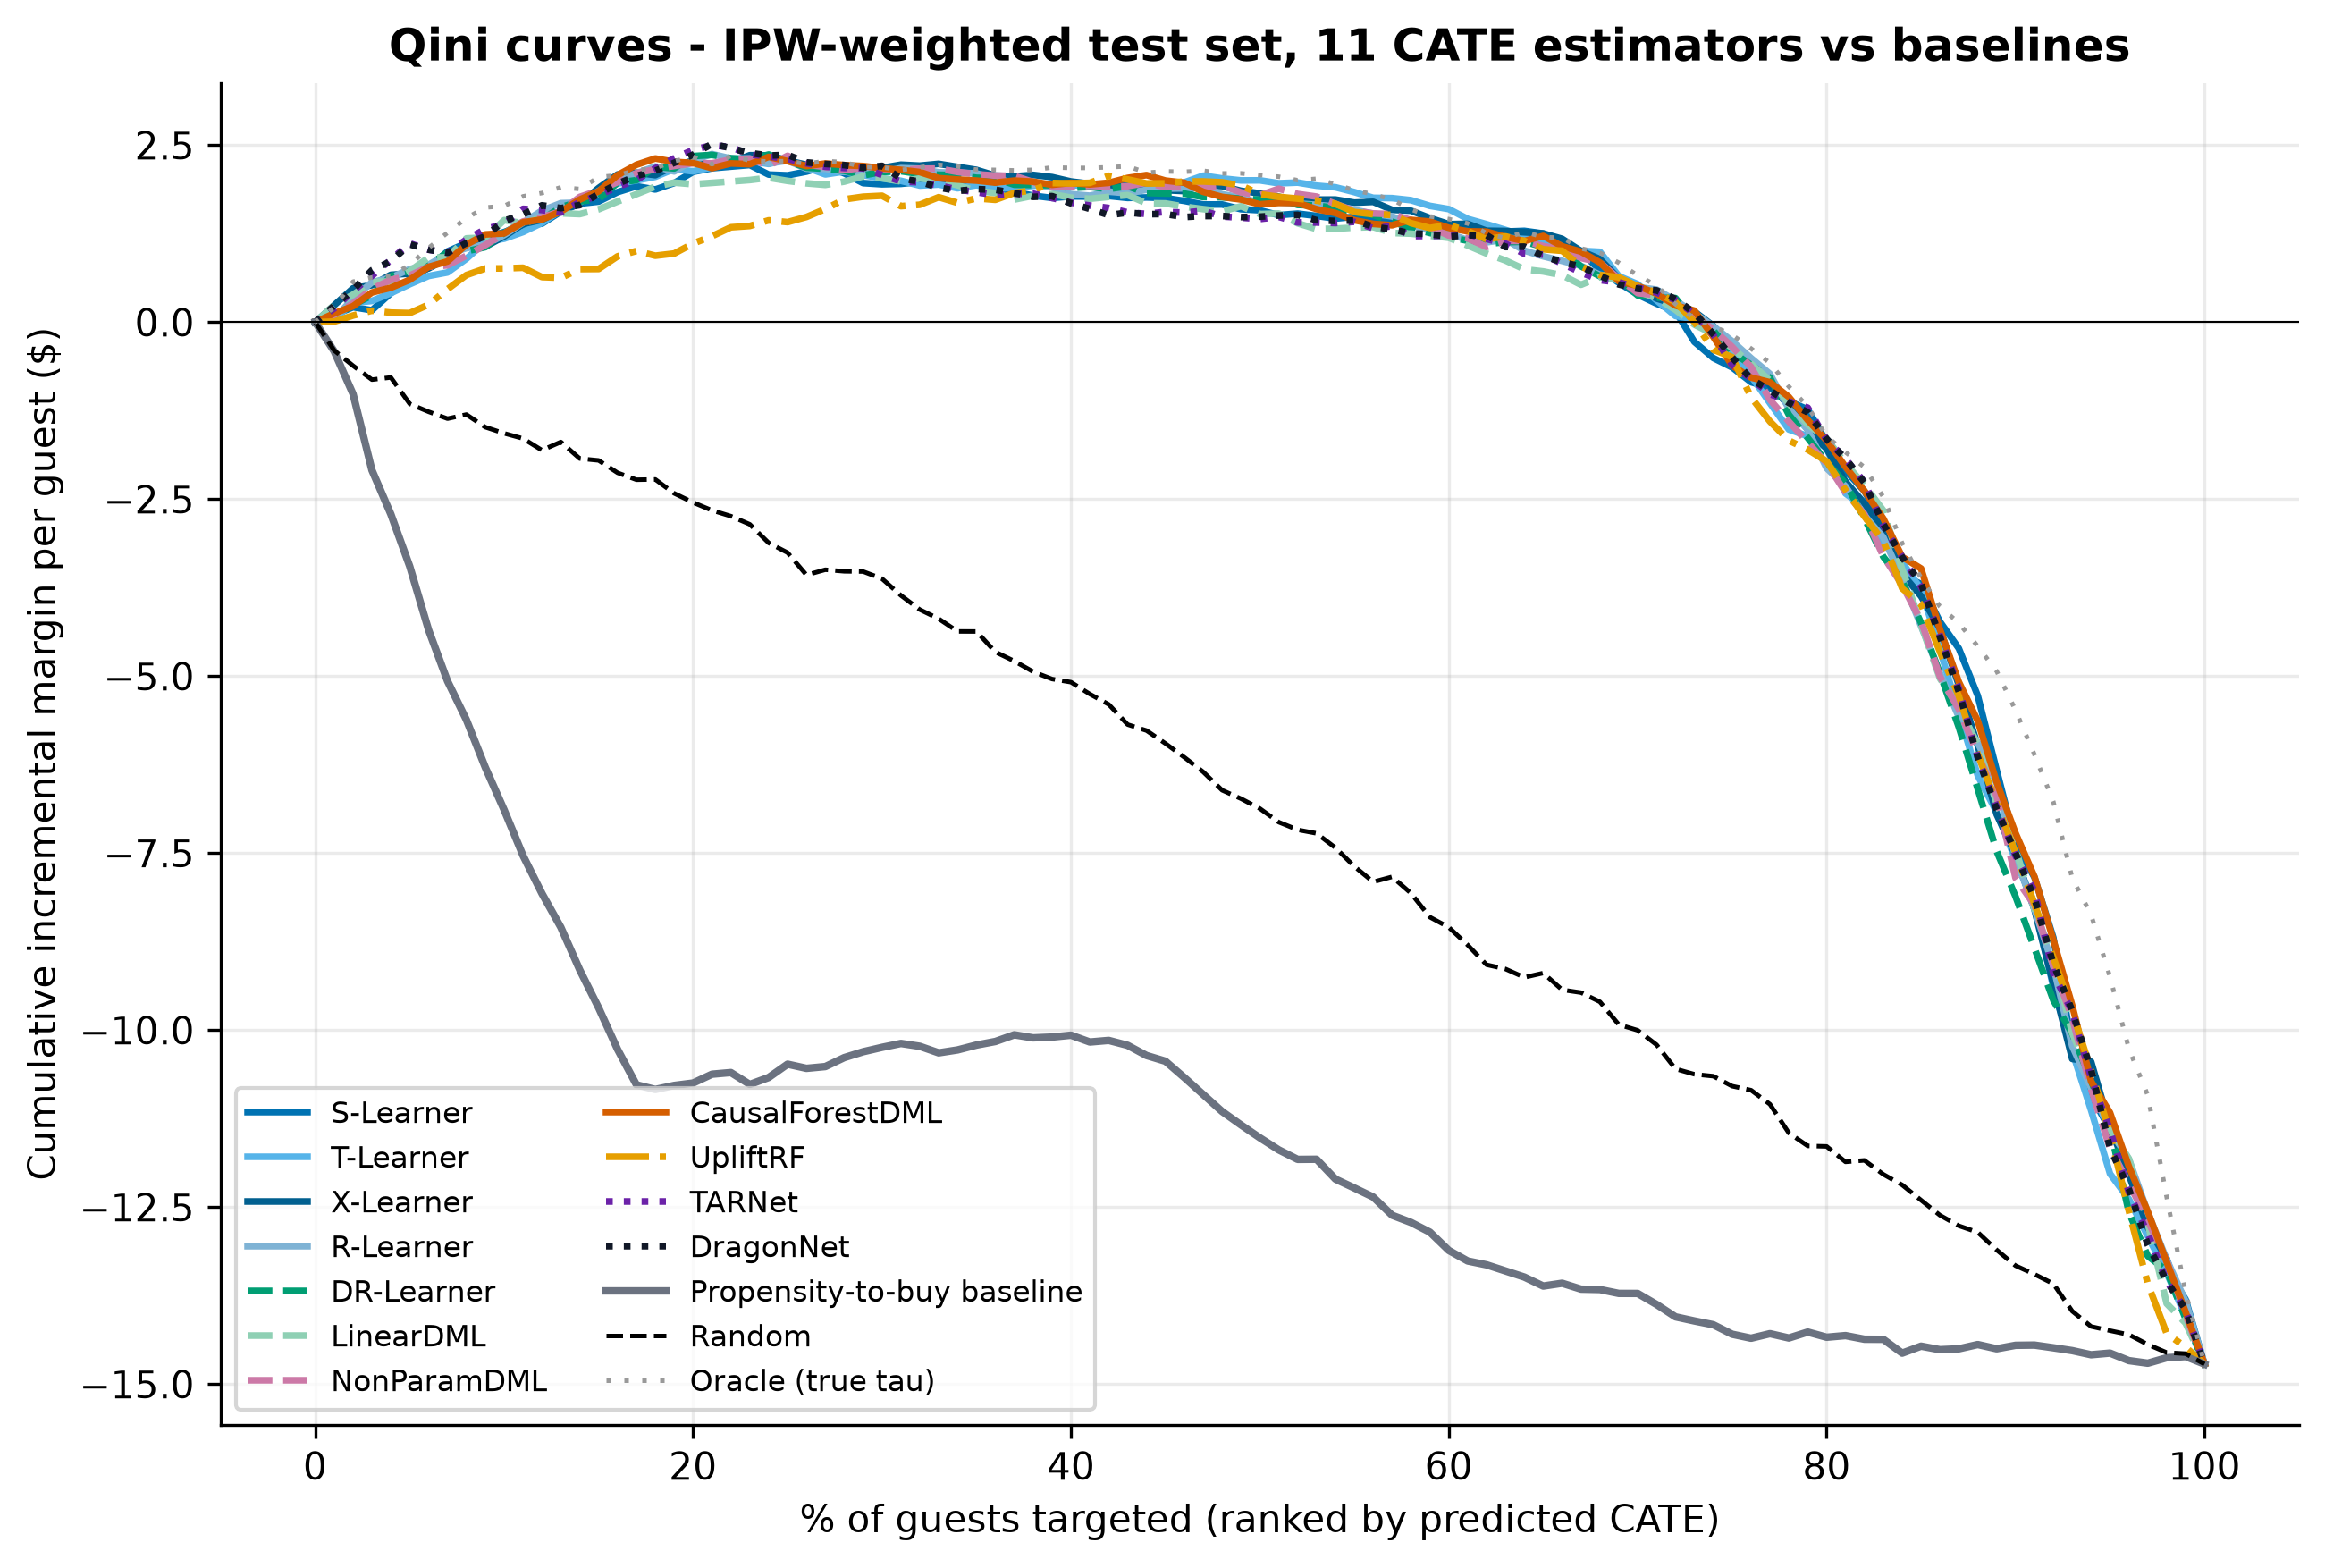 Qini curves - IPW-weighted test set, 11 CATE estimators vs baselines
Cumulative incremental margin per guest ($)
2.5
0.0
−2.5
−5.0
−7.5
−10.0
−12.5
−15.0
S-Learner
T-Learner
X-Learner
R-Learner
DR-Learner
LinearDML
NonParamDML
CausalForestDML
UpliftRF
TARNet
DragonNet
Propensity-to-buy baseline
Random
Oracle (true tau)
0 20 40 60 80 100
% of guests targeted (ranked by predicted CATE)